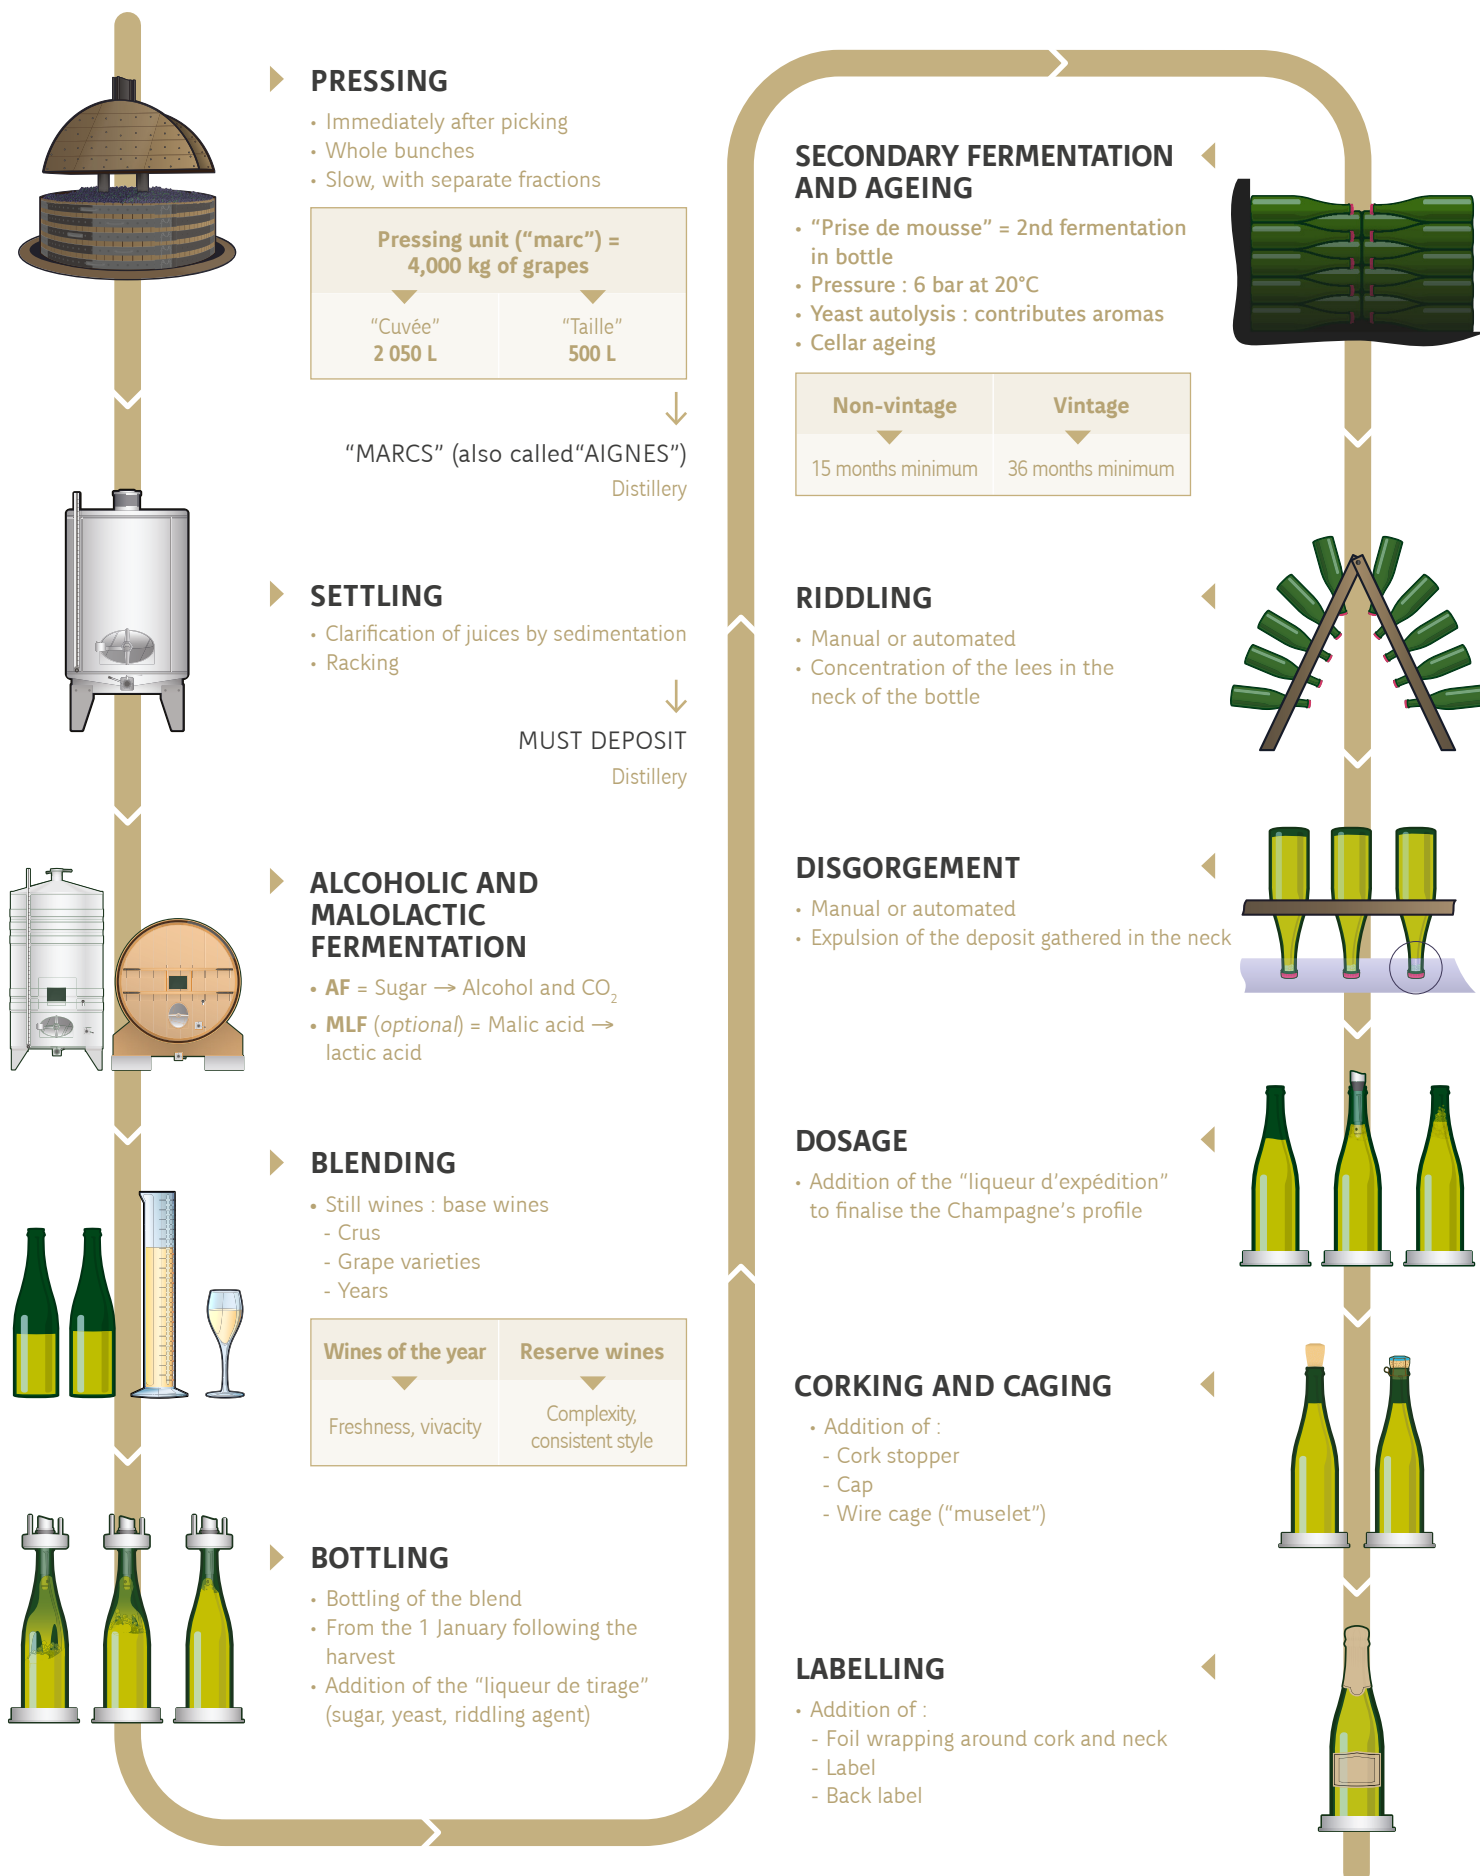 PRESSING
• Immediately after picking
• Whole bunches
• Slow, with separate fractions
Pressing unit (“marc”) =
4,000 kg of grapes
“Cuvée”
2 050 L
“Taille”
500 L
“MARCS” (also called“AIGNES”)
Distillery
SETTLING
• Clarification of juices by sedimentation
• Racking
MUST DEPOSIT
Distillery
ALCOHOLIC AND
MALOLACTIC
FERMENTATION
• AF = Sugar → Alcohol and CO2
• MLF (optional) = Malic acid →
lactic acid
BLENDING
• Still wines : base wines
- Crus
- Grape varieties
- Years
Wines of the year
Freshness, vivacity
Reserve wines
Complexity,
consistent style
BOTTLING
• Bottling of the blend
• From the 1 January following the
harvest
• Addition of the “liqueur de tirage”
(sugar, yeast, riddling agent)
SECONDARY FERMENTATION
AND AGEING
• “Prise de mousse” = 2nd fermentation
in bottle
• Pressure : 6 bar at 20°C
• Yeast autolysis : contributes aromas
• Cellar ageing
Non-vintage
15 months minimum
Vintage
36 months minimum
RIDDLING
• Manual or automated
• Concentration of the lees in the
neck of the bottle
DISGORGEMENT
• Manual or automated
• Expulsion of the deposit gathered in the neck
DOSAGE
• Addition of the “liqueur d’expédition”
to finalise the Champagne’s profile
CORKING AND CAGING
• Addition of :
- Cork stopper
- Cap
- Wire cage (“muselet”)
LABELLING
• Addition of :
- Foil wrapping around cork and neck
- Label
- Back label